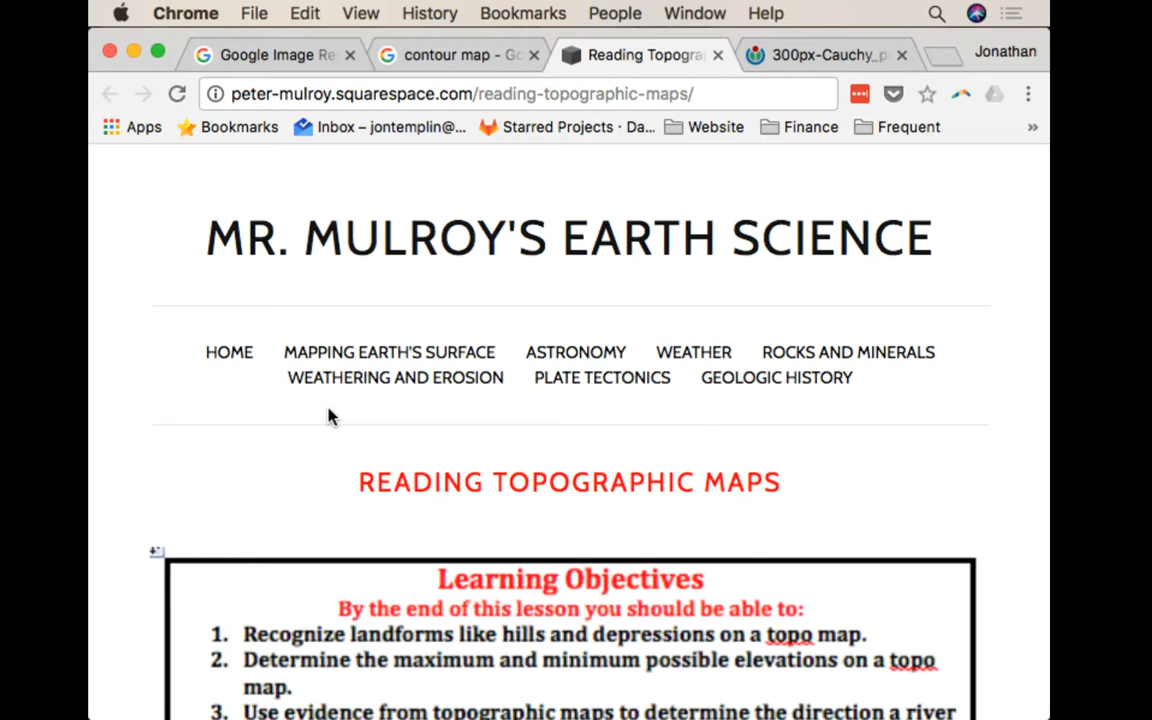 Chrome File Edit View History Bookmarks People Window Help
Google Image Re contour map - Go Reading Topogra 300px-Cauchy_p Jonathan
peter-mulroy.squarespace.com/reading-topographic-maps/
Apps Bookmarks Inbox – jontemplin@... Starred Projects · Da... Website Finance Frequent »
MR. MULROY'S EARTH SCIENCE
HOME MAPPING EARTH'S SURFACE ASTRONOMY WEATHER ROCKS AND MINERALS
WEATHERING AND EROSION PLATE TECTONICS GEOLOGIC HISTORY
READING TOPOGRAPHIC MAPS
Learning Objectives
By the end of this lesson you should be able to:
1. Recognize landforms like hills and depressions on a topo map.
2. Determine the maximum and minimum possible elevations on a topo
map.
3. Use evidence from topographic maps to determine the direction a river